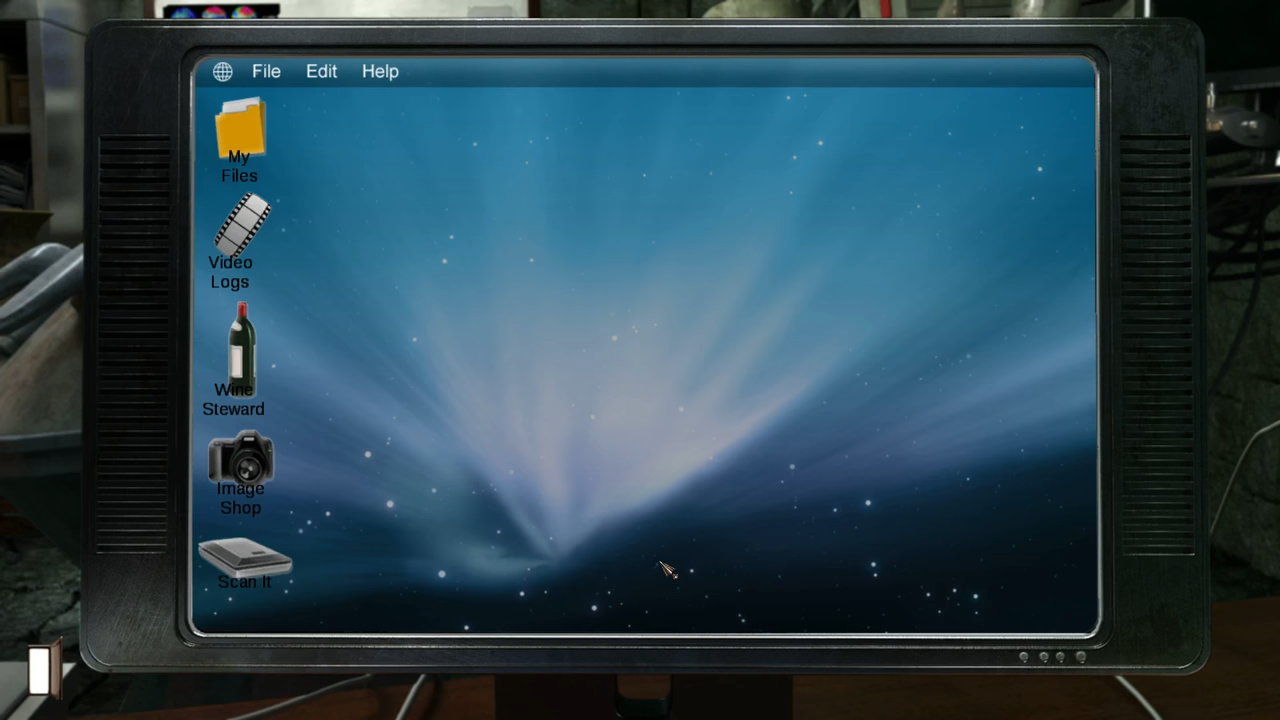 File Edit Help
My
Files
Video
Logs
Wine
Steward
Image
Shop
Scan It